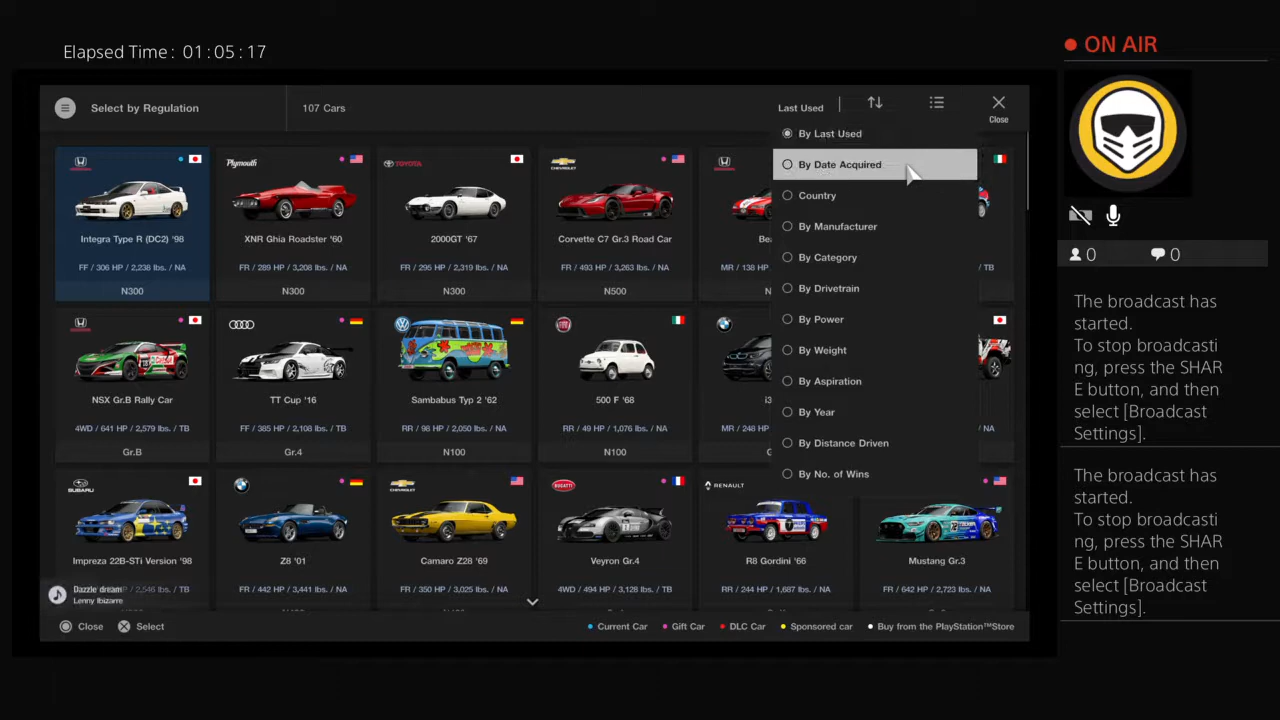 Elapsed Time: 01:05:17
ON AIR
Select by Regulation
107 Cars
Last Used
Close
By Last Used
By Date Acquired
Country
By Manufacturer
By Category
By Drivetrain
By Power
By Weight
By Aspiration
By Year
By Distance Driven
By No. of Wins
HONDA
Integra Type R (DC2) '98
FF / 306 HP / 2,238 lbs. / NA
N300
Plymouth
XNR Ghia Roadster '60
FR / 289 HP / 3,208 lbs. / NA
N300
TOYOTA
2000GT '67
FR / 295 HP / 2,319 lbs. / NA
N300
CHEVROLET
Corvette C7 Gr.3 Road Car
FR / 493 HP / 3,263 lbs. / NA
N500
HONDA
Bea
MR / 138 HP
/ TB
HONDA
NSX Gr.B Rally Car
4WD / 641 HP / 2,579 lbs. / TB
Gr.B
TT Cup '16
FF / 385 HP / 2,108 lbs. / TB
Gr.4
Sambabus Typ 2 '62
RR / 98 HP / 2,050 lbs. / NA
N100
FIAT
500 F '68
RR / 49 HP / 1,076 lbs. / NA
N100
i3
MR / 248 HP
/ NA
SUBARU
Impreza 22B-STi Version '98
2,546 lbs. / TB
Z8 '01
FR / 442 HP / 3,441 lbs. / NA
CHEVROLET
Camaro Z28 '69
FR / 350 HP / 3,025 lbs. / NA
BUGATTI
Veyron Gr.4
4WD / 494 HP / 3,128 lbs. / TB
RENAULT
R8 Gordini '66
RR / 244 HP / 1,687 lbs. / NA
Mustang Gr.3
FR / 642 HP / 2,723 lbs. / NA
Dazzle dream
Lenny Ibizarre
Close
Select
Current Car
Gift Car
DLC Car
Sponsored car
Buy from the PlayStation™Store
0
0
The broadcast has
started.
To stop broadcasti
ng, press the SHAR
E button, and then
select [Broadcast
Settings].
The broadcast has
started.
To stop broadcasti
ng, press the SHAR
E button, and then
select [Broadcast
Settings].